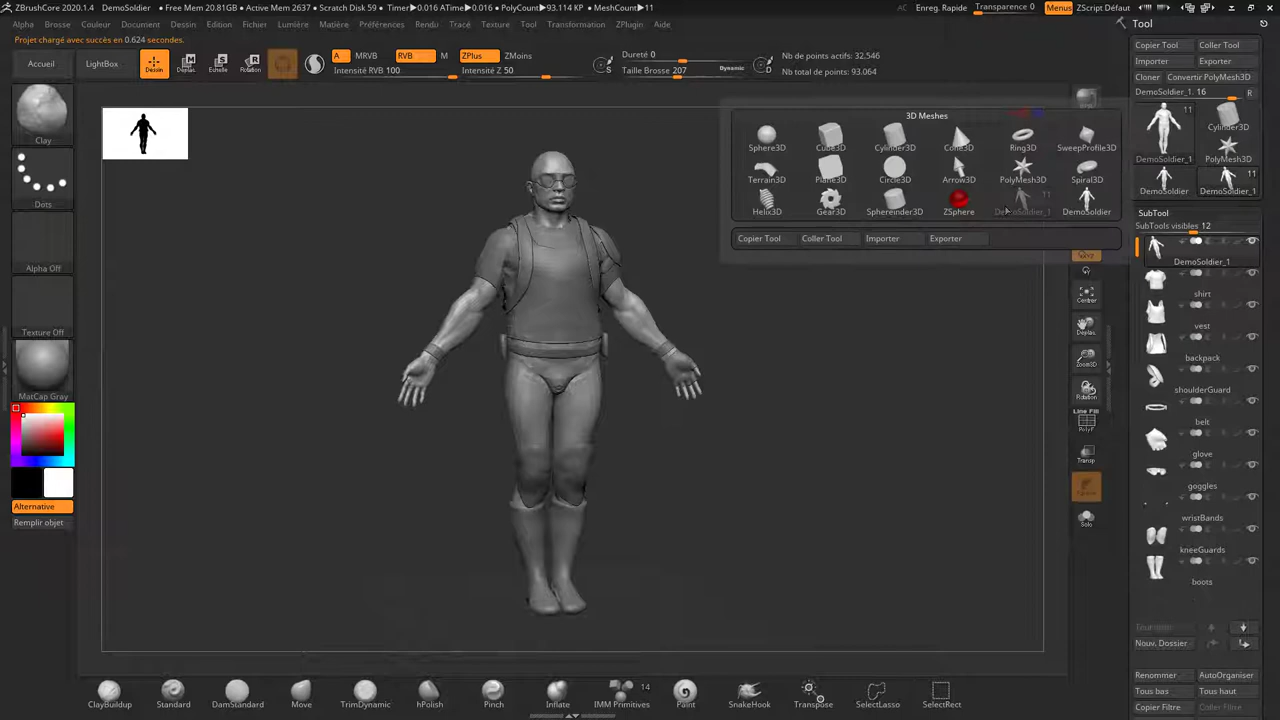 ZBrushCore 2020.1.4 DemoSoldier • Free Mem 20.81GB • Active Mem 2637 • Scratch Disk 59 • Timer▶0.016 ATime▶0.016 • PolyCount▶93.114 KP • MeshCount▶11 AC Enreg. Rapide Transparence 0 Menus ZScript Défaut
Alpha Brosse Couleur Document Dessin Edition Fichier Lumière Matière Préférences Rendu Tracé Texture Tool Transformation ZPlugin Aide
Projet chargé avec succès en 0.624 secondes.
Accueil LightBox Dessin Déplac. Echelle Rotation
A MRVB RVB M ZPlus ZMoins
Intensité RVB 100 Intensité Z 50
Dureté 0
Taille Brosse 207 Dynamic
Nb de points actifs: 32,546
Nb total de points: 93.064
Clay
Dots
Alpha Off
Texture Off
MatCap Gray
Alternative
Remplir objet
3D Meshes
Sphere3D Cube3D Cylinder3D Cone3D Ring3D SweepProfile3D
Terrain3D Plane3D Circle3D Arrow3D PolyMesh3D Spiral3D
11
Helix3D Gear3D Sphereinder3D ZSphere DemoSoldier_1 DemoSoldier
Copier Tool Coller Tool Importer Exporter
Centrer
Déplac.
Zoom3D
Rotation
Line Fill
PolyF
Transp
Solo
Tool
Copier Tool Coller Tool
Importer Exporter
Cloner Convertir PolyMesh3D
DemoSoldier_1. 16 R
11
Cylinder3D
DemoSoldier_1 PolyMesh3D
11
DemoSoldier DemoSoldier_1
SubTool
SubTools visibles 12
DemoSoldier_1
shirt
vest
backpack
shoulderGuard
belt
glove
goggles
wristBands
kneeGuards
boots
Nouv. Dossier
Renommer AutoOrganiser
Tous bas Tous haut
Copier Filtre Coller Filtre
ClayBuildup Standard DamStandard Move TrimDynamic hPolish Pinch Inflate IMM Primitives 14 Paint SnakeHook Transpose SelectLasso SelectRect